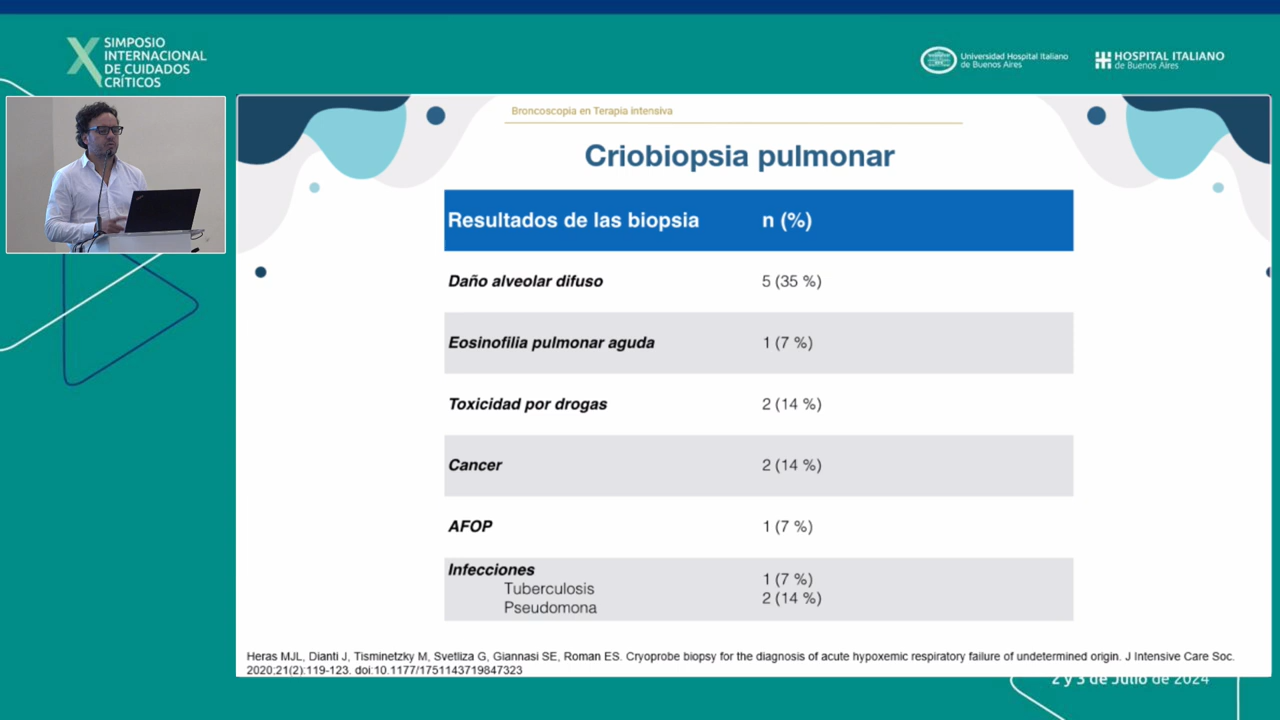 SIMPOSIO
INTERNACIONAL
DE CUIDADOS
CRÍTICOS
Universidad Hospital Italiano
de Buenos Aires
HOSPITAL ITALIANO
de Buenos Aires
Broncoscopia en Terapia intensiva
Criobiopsia pulmonar
Resultados de las biopsia n (%)
Daño alveolar difuso 5 (35 %)
Eosinofilia pulmonar aguda 1 (7 %)
Toxicidad por drogas 2 (14 %)
Cancer 2 (14 %)
AFOP 1 (7 %)
Infecciones
Tuberculosis 1 (7 %)
Pseudomona 2 (14 %)
Heras MJL, Dianti J, Tisminetzky M, Svetliza G, Giannasi SE, Roman ES. Cryoprobe biopsy for the diagnosis of acute hypoxemic respiratory failure of undetermined origin. J Intensive Care Soc.
2020;21(2):119-123. doi:10.1177/1751143719847323
2 y 3 de Julio de 2024